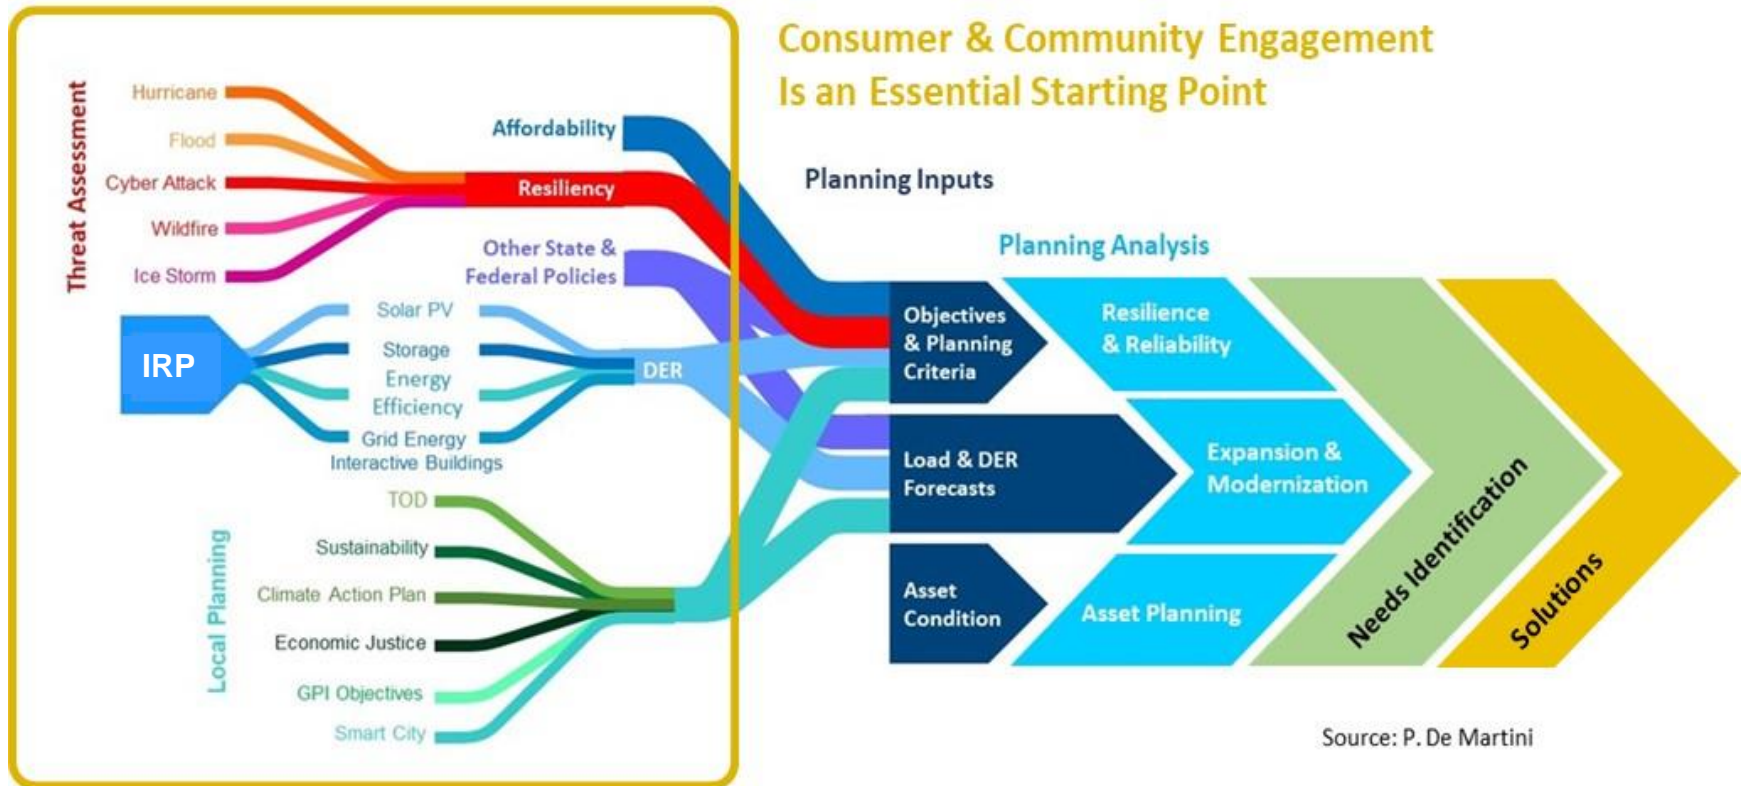 Consumer & Community Engagement
Is an Essential Starting Point
Threat Assessment
Hurricane
Flood
Cyber Attack
Wildfire
Ice Storm
Affordability
Resiliency
Other State &
Federal Policies
IRP
Solar PV
Storage
Energy
Efficiency
Grid Energy
Interactive Buildings
DER
Local Planning
TOD
Sustainability
Climate Action Plan
Economic Justice
GPI Objectives
Smart City
Planning Inputs
Objectives
& Planning
Criteria
Load & DER
Forecasts
Asset
Condition
Planning Analysis
Resilience
& Reliability
Expansion &
Modernization
Asset Planning
Needs Identification
Solutions
Source: P. De Martini